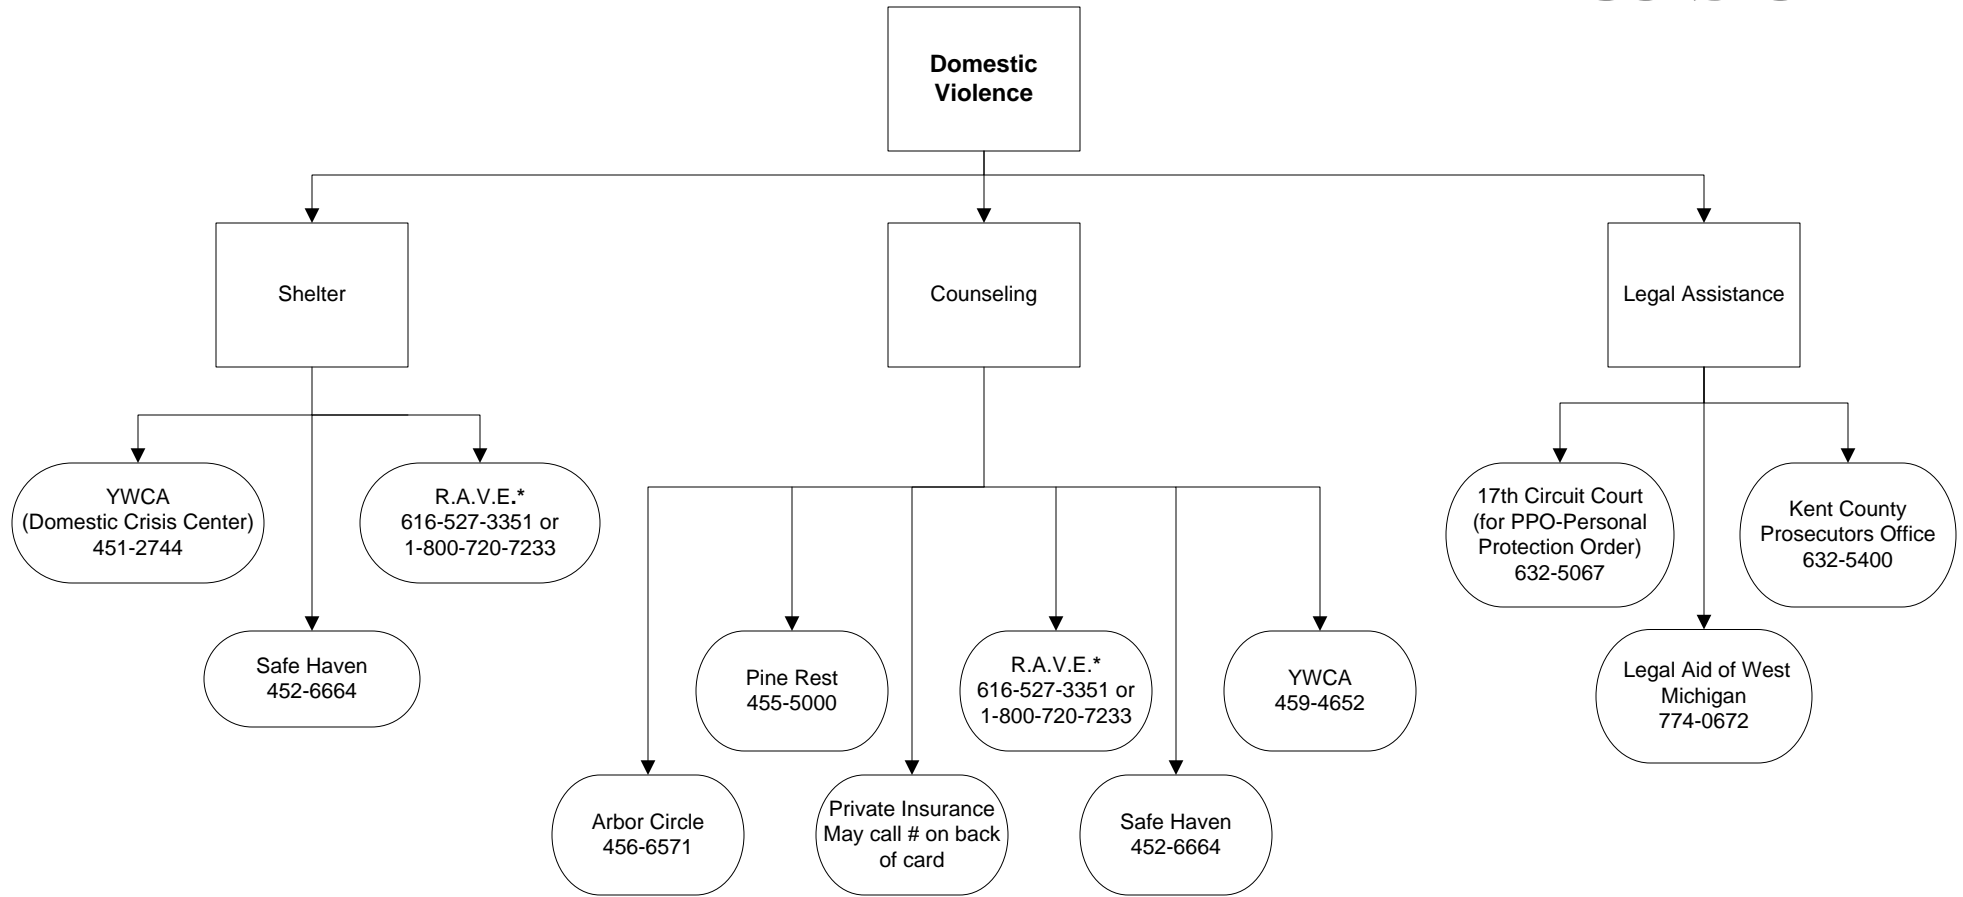 Domestic
Violence
Shelter
Counseling
Legal Assistance
YWCA
(Domestic Crisis Center)
451-2744
R.A.V.E.*
616-527-3351 or
1-800-720-7233
Safe Haven
452-6664
Arbor Circle
456-6571
Pine Rest
455-5000
Private Insurance
May call # on back
of card
R.A.V.E.*
616-527-3351 or
1-800-720-7233
Safe Haven
452-6664
YWCA
459-4652
17th Circuit Court
(for PPO-Personal
Protection Order)
632-5067
Legal Aid of West
Michigan
774-0672
Kent County
Prosecutors Office
632-5400